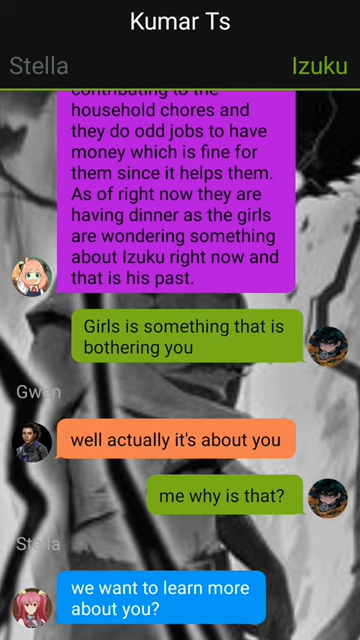 Kumar Ts
Stella Izuku
contributing to the
household chores and
they do odd jobs to have
money which is fine for
them since it helps them.
As of right now they are
having dinner as the girls
are wondering something
about Izuku right now and
that is his past.
Girls is something that is
bothering you
Gwen
well actually it's about you
me why is that?
Stella
we want to learn more
about you?